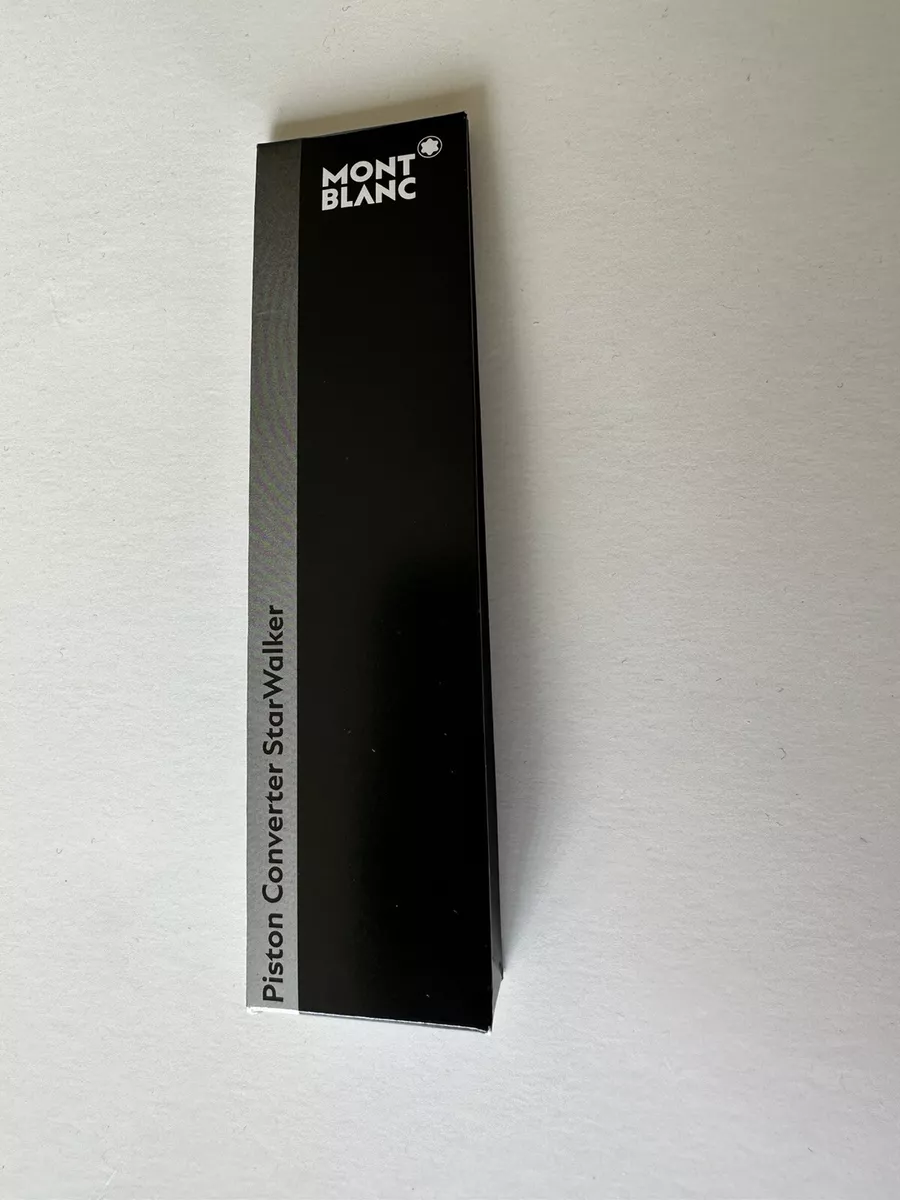 MONT
BLANC
Piston Converter StarWalker